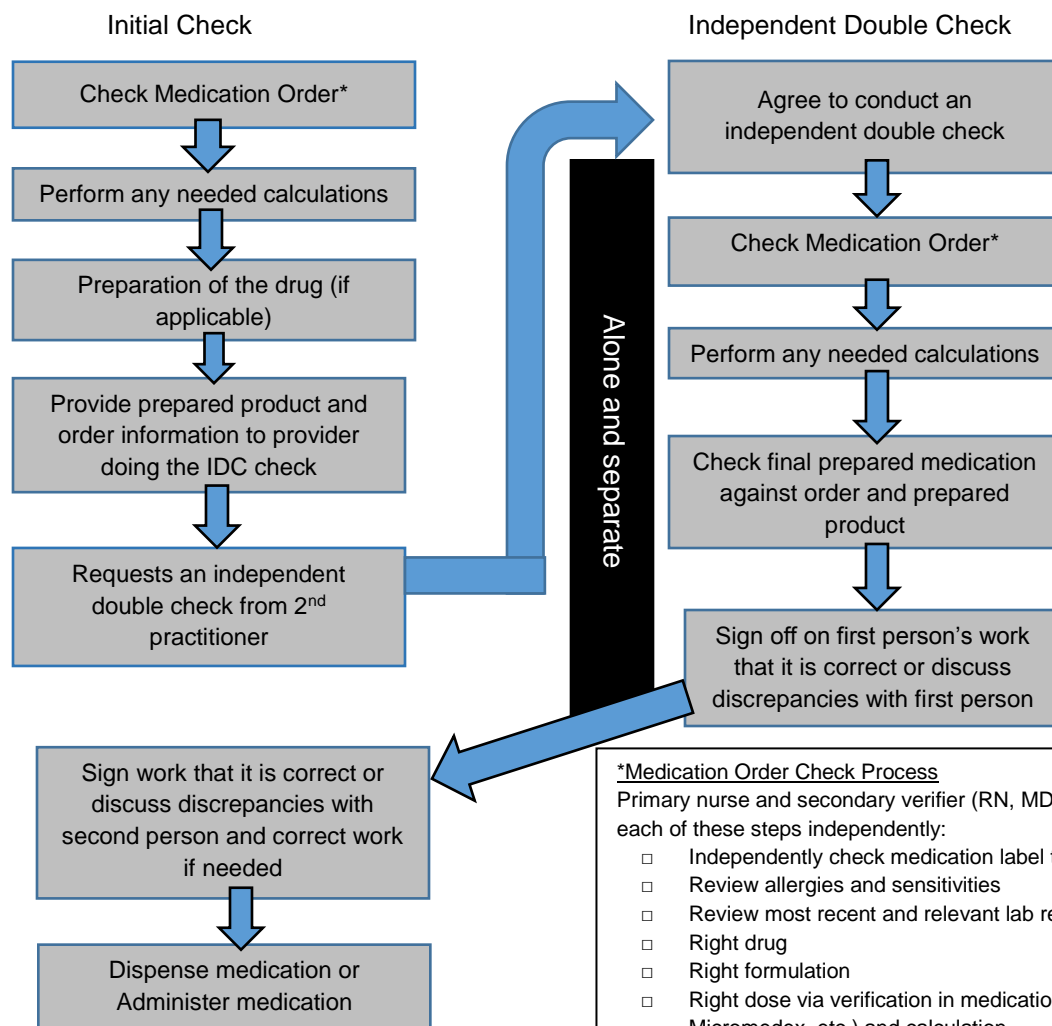 Initial Check
Check Medication Order*
Perform any needed calculations
Preparation of the drug (if
applicable)
Provide prepared product and
order information to provider
doing the IDC check
Requests an independent
double check from 2nd
practitioner
Alone and separate
Independent Double Check
Agree to conduct an
independent double check
Check Medication Order*
Perform any needed calculations
Check final prepared medication
against order and prepared
product
Sign off on first person’s work
that it is correct or discuss
discrepancies with first person
Sign work that it is correct or
discuss discrepancies with
second person and correct work
if needed
Dispense medication or
Administer medication
*Medication Order Check Process
Primary nurse and secondary verifier (RN, MD
each of these steps independently:
□ Independently check medication label
□ Review allergies and sensitivities
□ Review most recent and relevant lab
□ Right drug
□ Right formulation
□ Right dose via verification in
etc.) and calculation